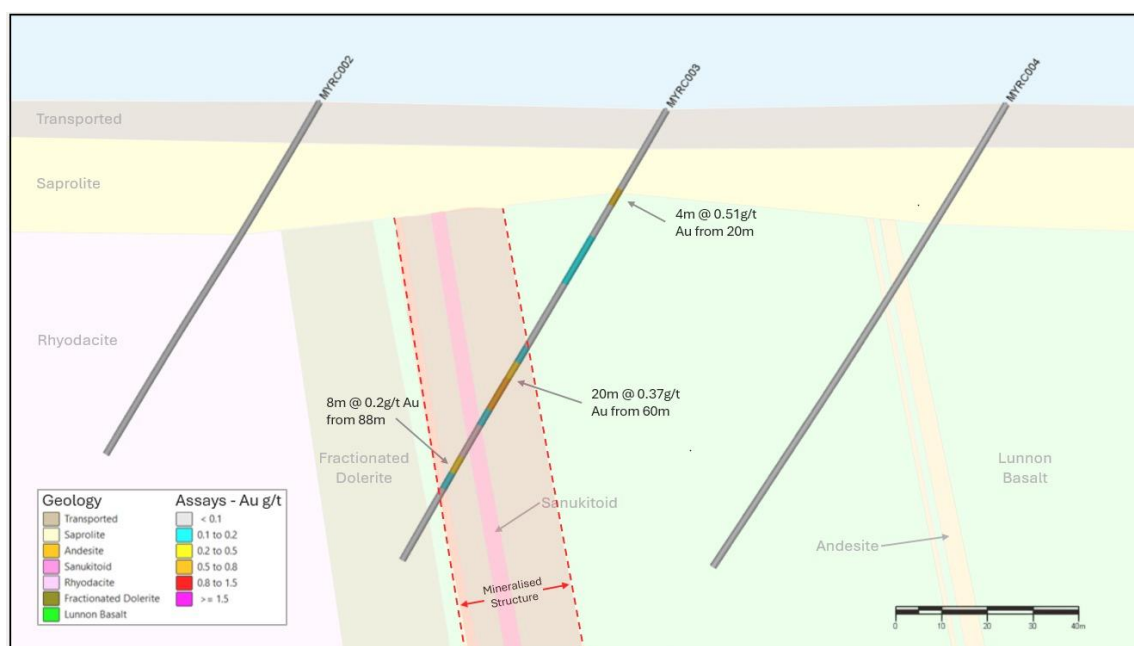 MYRC002
MYRC003
MYRC004
Transported
Saprolite
4m @ 0.51g/t
Au from 20m
Rhyodacite
20m @ 0.37g/t
Au from 60m
8m @ 0.2g/t Au
from 88m
Fractionated
Dolerite
Lunnon
Basalt
Sanukitoid
Andesite
Mineralised
Structure
Geology
Transported
Saprolite
Andesite
Sanukitoid
Rhyodacite
Fractionated Dolerite
Lunnon Basalt
Assays - Au g/t
< 0.1
0.1 to 0.2
0.2 to 0.5
0.5 to 0.8
0.8 to 1.5
>= 1.5
0 10 20 30 40m